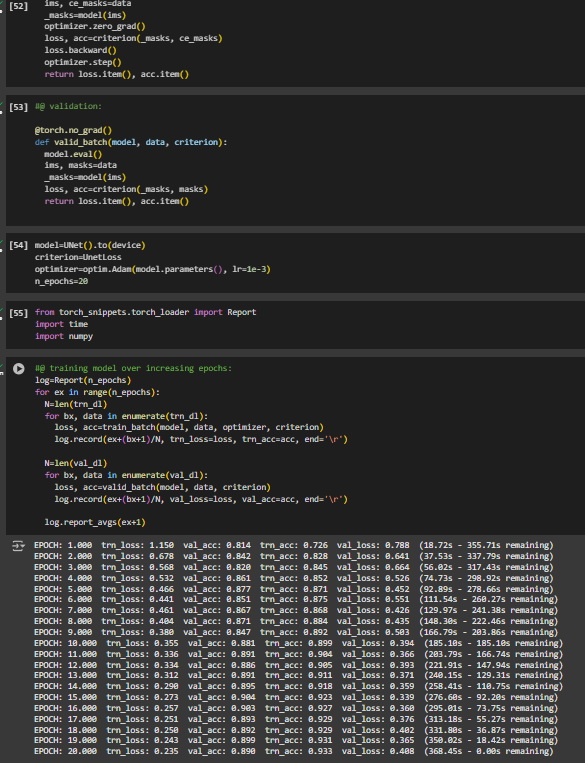 [52]
ims, ce_masks=data
_masks=model(ims)
optimizer.zero_grad()
loss, acc=criterion(_masks, ce_masks)
loss.backward()
optimizer.step()
return loss.item(), acc.item()
[53] #@ validation:
@torch.no_grad()
def valid_batch(model, data, criterion):
model.eval()
ims, masks=data
_masks=model(ims)
loss, acc=criterion(_masks, masks)
return loss.item(), acc.item()
[54] model=UNet().to(device)
criterion=UnetLoss
optimizer=optim.Adam(model.parameters(), lr=1e-3)
n_epochs=20
[55] from torch_snippets.torch_loader import Report
import time
import numpy
#@ training model over increasing epochs:
log=Report(n_epochs)
for ex in range(n_epochs):
N=len(trn_dl)
for bx, data in enumerate(trn_dl):
loss, acc=train_batch(model, data, optimizer, criterion)
log.record(ex+(bx+1)/N, trn_loss=loss, trn_acc=acc, end='\r')
N=len(val_dl)
for bx, data in enumerate(val_dl):
loss, acc=valid_batch(model, data, criterion)
log.record(ex+(bx+1)/N, val_loss=loss, val_acc=acc, end='\r')
log.report_avgs(ex+1)
EPOCH: 1.000 trn_loss: 1.150 val_acc: 0.814 trn_acc: 0.726 val_loss: 0.788 (18.72s - 355.71s remaining)
EPOCH: 2.000 trn_loss: 0.678 val_acc: 0.842 trn_acc: 0.828 val_loss: 0.641 (37.53s - 337.79s remaining)
EPOCH: 3.000 trn_loss: 0.568 val_acc: 0.820 trn_acc: 0.845 val_loss: 0.664 (56.02s - 317.43s remaining)
EPOCH: 4.000 trn_loss: 0.532 val_acc: 0.861 trn_acc: 0.852 val_loss: 0.526 (74.73s - 298.92s remaining)
EPOCH: 5.000 trn_loss: 0.466 val_acc: 0.877 trn_acc: 0.871 val_loss: 0.452 (92.89s - 278.66s remaining)
EPOCH: 6.000 trn_loss: 0.441 val_acc: 0.851 trn_acc: 0.875 val_loss: 0.551 (111.54s - 260.27s remaining)
EPOCH: 7.000 trn_loss: 0.461 val_acc: 0.867 trn_acc: 0.868 val_loss: 0.426 (129.97s - 241.38s remaining)
EPOCH: 8.000 trn_loss: 0.404 val_acc: 0.871 trn_acc: 0.884 val_loss: 0.435 (148.30s - 222.46s remaining)
EPOCH: 9.000 trn_loss: 0.380 val_acc: 0.847 trn_acc: 0.892 val_loss: 0.503 (166.79s - 203.86s remaining)
EPOCH: 10.000 trn_loss: 0.355 val_acc: 0.881 trn_acc: 0.899 val_loss: 0.394 (185.10s - 185.10s remaining)
EPOCH: 11.000 trn_loss: 0.336 val_acc: 0.891 trn_acc: 0.904 val_loss: 0.366 (203.79s - 166.74s remaining)
EPOCH: 12.000 trn_loss: 0.334 val_acc: 0.886 trn_acc: 0.905 val_loss: 0.393 (221.91s - 147.94s remaining)
EPOCH: 13.000 trn_loss: 0.312 val_acc: 0.891 trn_acc: 0.911 val_loss: 0.371 (240.15s - 129.31s remaining)
EPOCH: 14.000 trn_loss: 0.290 val_acc: 0.895 trn_acc: 0.918 val_loss: 0.359 (258.41s - 110.75s remaining)
EPOCH: 15.000 trn_loss: 0.273 val_acc: 0.904 trn_acc: 0.923 val_loss: 0.340 (276.60s - 92.20s remaining)
EPOCH: 16.000 trn_loss: 0.257 val_acc: 0.903 trn_acc: 0.927 val_loss: 0.360 (295.01s - 73.75s remaining)
EPOCH: 17.000 trn_loss: 0.251 val_acc: 0.893 trn_acc: 0.929 val_loss: 0.376 (313.18s - 55.27s remaining)
EPOCH: 18.000 trn_loss: 0.250 val_acc: 0.892 trn_acc: 0.929 val_loss: 0.402 (331.80s - 36.87s remaining)
EPOCH: 19.000 trn_loss: 0.243 val_acc: 0.899 trn_acc: 0.931 val_loss: 0.365 (350.02s - 18.42s remaining)
EPOCH: 20.000 trn_loss: 0.235 val_acc: 0.890 trn_acc: 0.933 val_loss: 0.408 (368.45s - 0.00s remaining)